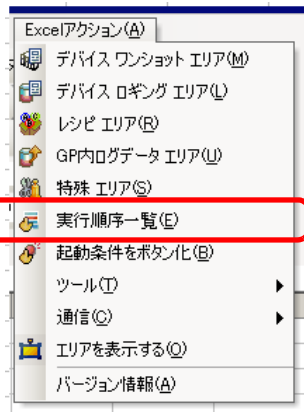 Excelアクション(A)
デバイス ワンショット エリア(M)
デバイス ロギング エリア(L)
レシピ エリア(R)
GP内ログデータ エリア(U)
特殊 エリア(S)
実行順序一覧(E)
起動条件をボタン化(B)
ツール(T)
通信(C)
エリアを表示する(O)
バージョン情報(A)